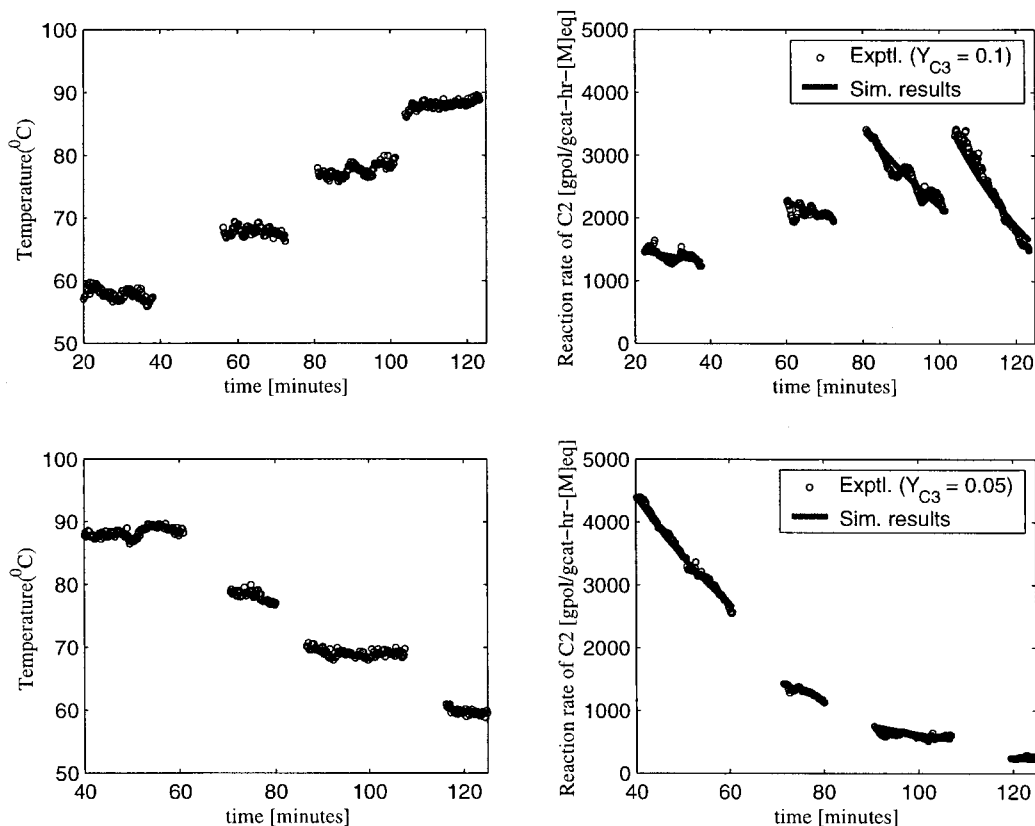 100
90
80
70
60
50
Temperature(⁰C)
20 40 60 80 100 120
time [minutes]
5000
4000
3000
2000
1000
0
Reaction rate of C2 [gpol/gcat-hr-[M]eq]
Exptl. (Y_C3 = 0.1)
Sim. results
20 40 60 80 100 120
time [minutes]
100
90
80
70
60
50
Temperature(⁰C)
40 60 80 100 120
time [minutes]
5000
4000
3000
2000
1000
0
Reaction rate of C2 [gpol/gcat-hr-[M]eq]
Exptl. (Y_C3 = 0.05)
Sim. results
40 60 80 100 120
time [minutes]